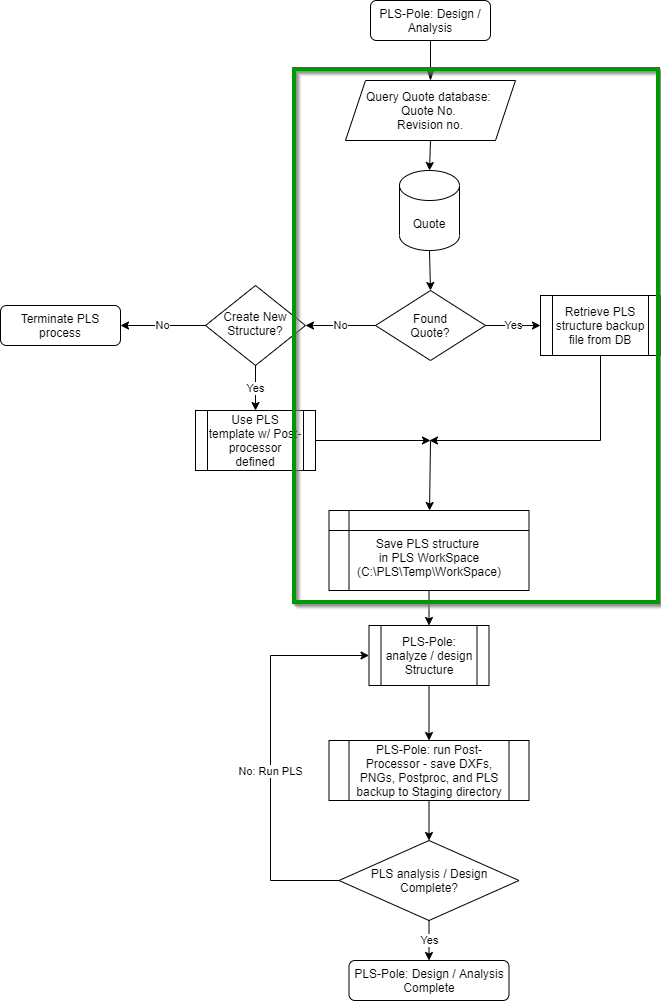 PLS-Pole: Design /
Analysis
Query Quote database:
Quote No.
Revision no.
Quote
Found
Quote?
Yes
Retrieve PLS
structure backup
file from DB
No
Create New
Structure?
No
Terminate PLS
process
Yes
Use PLS
template w/ Post-
processor
defined
Save PLS structure
in PLS WorkSpace
(C:\PLS\Temp\WorkSpace)
PLS-Pole:
analyze / design
Structure
PLS-Pole: run Post-
Processor - save DXFs,
PNGs, Postproc, and PLS
backup to Staging directory
No: Run PLS
PLS analysis / Design
Complete?
Yes
PLS-Pole: Design / Analysis
Complete